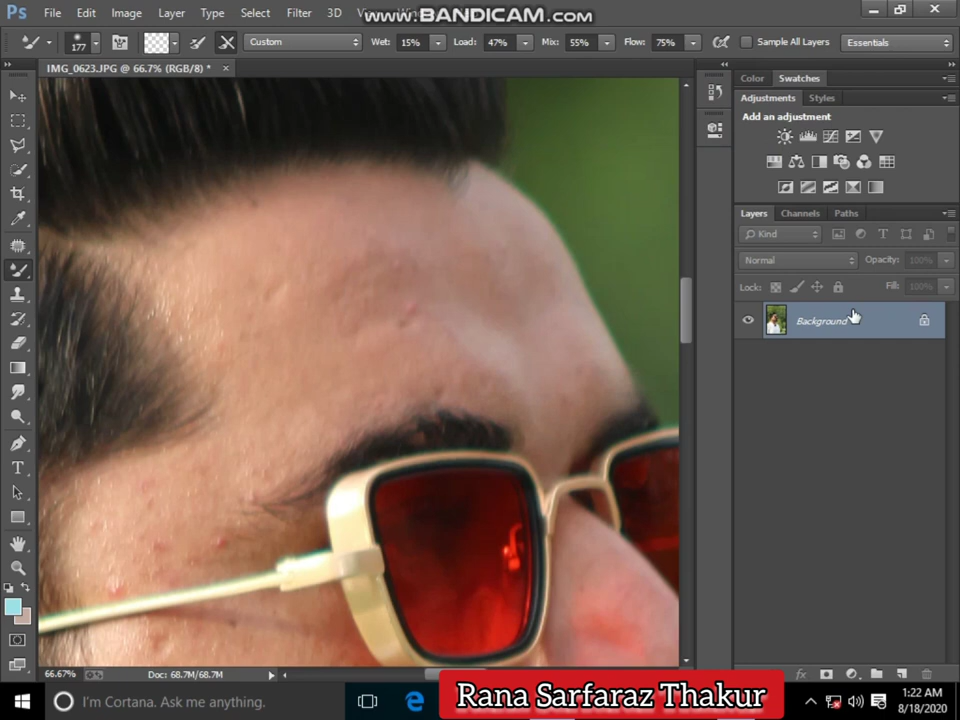 Ps File Edit Image Layer Type Select Filter 3D
www.BANDICAM.com
177 Custom Wet: 15% Load: 47% Mix: 55% Flow: 75% Sample All Layers Essentials
IMG_0623.JPG @ 66.7% (RGB/8) * ×
Color Swatches
Adjustments Styles
Add an adjustment
Layers Channels Paths
Kind
Normal Opacity: 100%
Lock: Fill: 100%
Background
66.67% Doc: 68.7M/68.7M
I'm Cortana. Ask me anything.
Rana Sarfaraz Thakur
1:22 AM
8/18/2020